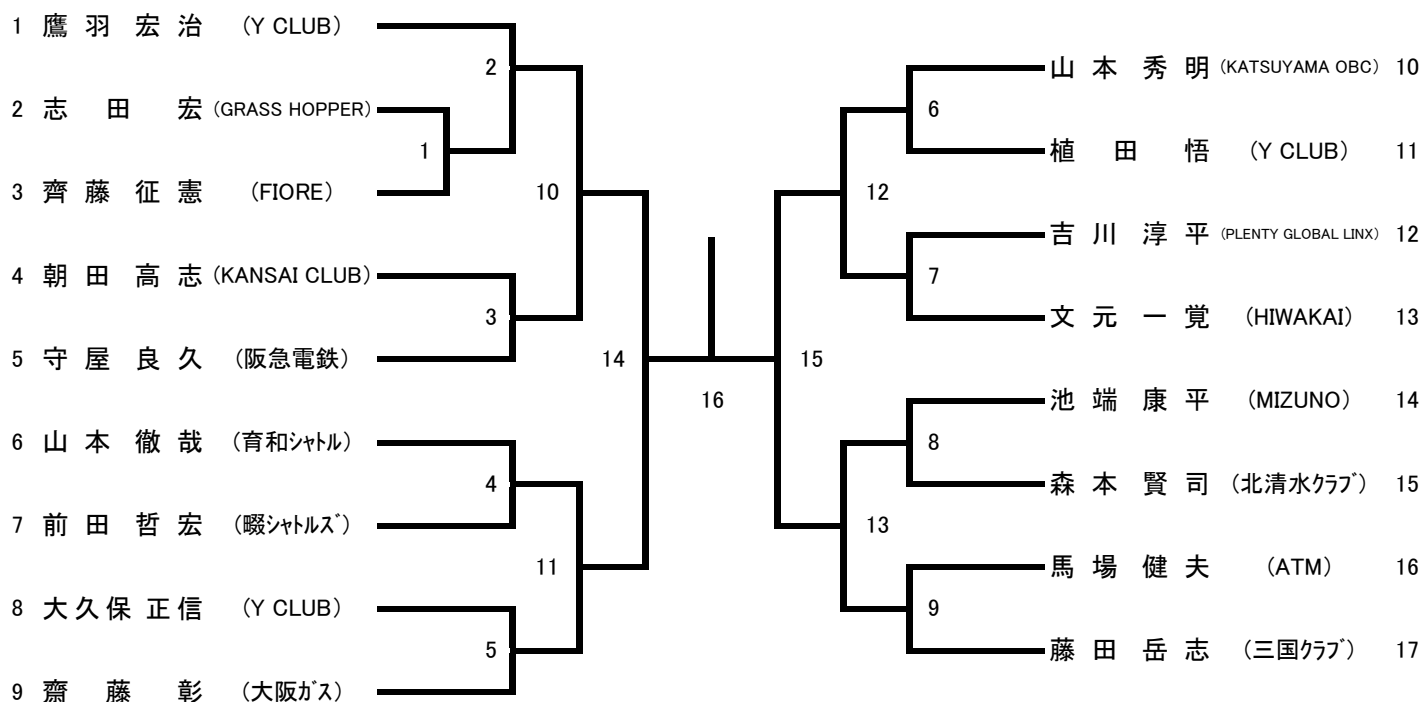 1 鷹羽宏治 (Y CLUB)
2 志田宏 (GRASS HOPPER)
3 齊藤征憲 (FIORE)
4 朝田高志 (KANSAI CLUB)
5 守屋良久 (阪急電鉄)
6 山本徹哉 (育和ｼｬﾄﾙ)
7 前田哲宏 (畷ｼｬﾄﾙｽﾞ)
8 大久保正信 (Y CLUB)
9 齋藤彰 (大阪ｶﾞｽ)
2
1
10
3
14
4
11
5
16
山本秀明 (KATSUYAMA OBC) 10
植田悟 (Y CLUB) 11
吉川淳平 (PLENTY GLOBAL LINX) 12
文元一覚 (HIWAKAI) 13
池端康平 (MIZUNO) 14
森本賢司 (北清水ｸﾗﾌﾞ) 15
馬場健夫 (ATM) 16
藤田岳志 (三国ｸﾗﾌﾞ) 17
6
12
7
15
8
13
9